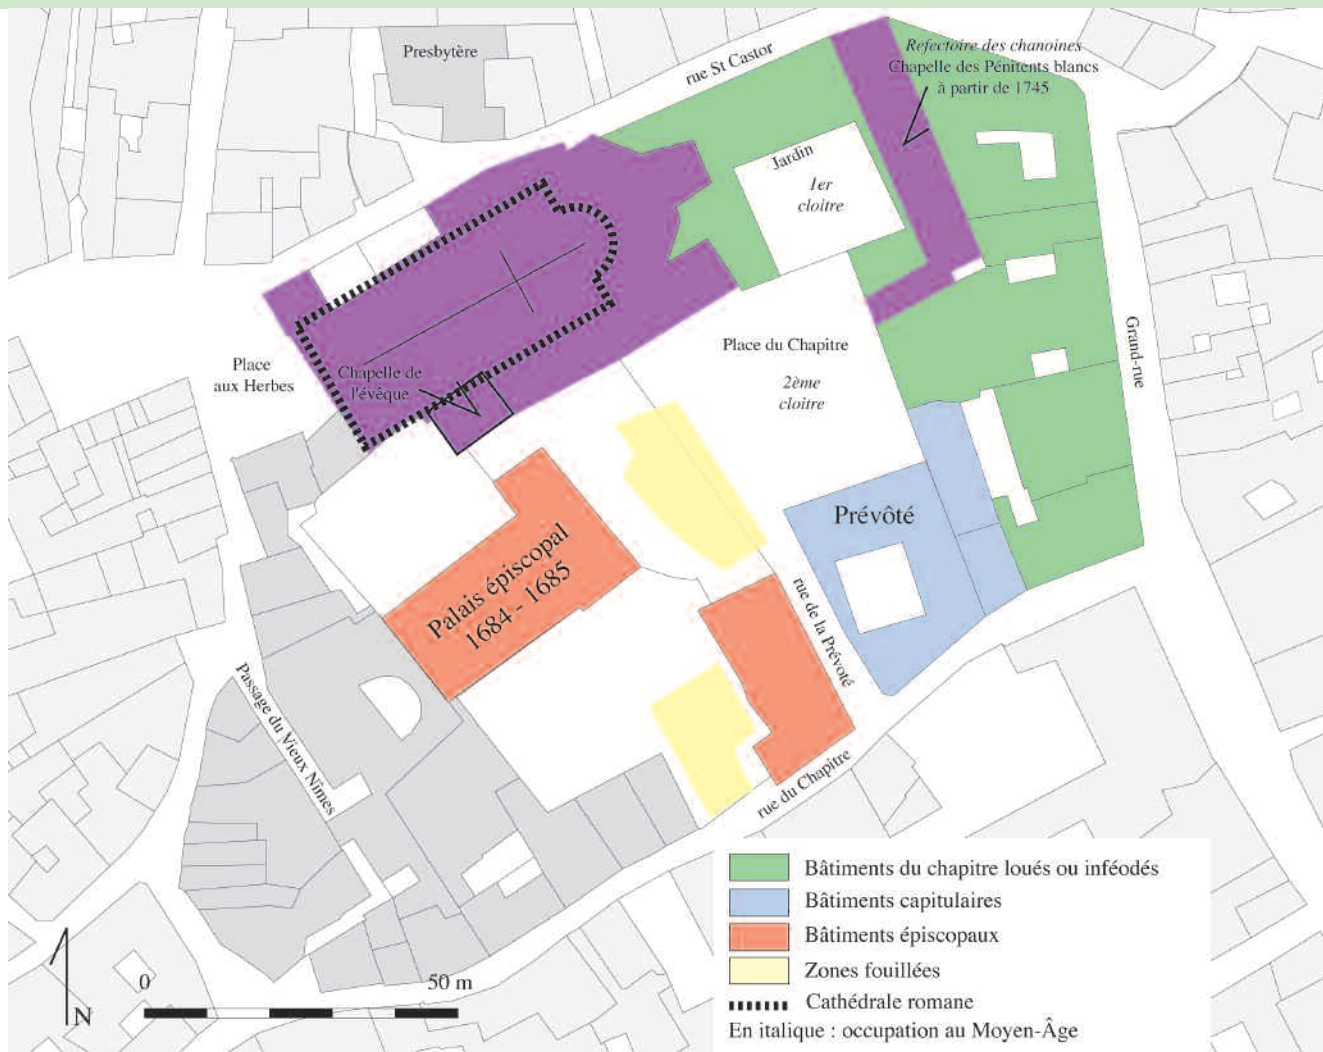 Presbytère
rue St Castor
Refectoire des chanoines
Chapelle des Pénitents blancs
à partir de 1745
Jardin
1er
cloitre
Place
aux Herbes
Chapelle de
l'évêque
Place du Chapitre
2ème
cloitre
Grand-rue
Prévôté
Palais épiscopal
1684 - 1685
rue de la Prévoté
Passage du Vieux Nîmes
rue du Chapitre
Bâtiments du chapitre loués ou inféodés
Bâtiments capitulaires
Bâtiments épiscopaux
Zones fouillées
Cathédrale romane
En italique : occupation au Moyen-Âge
N
0
50 m